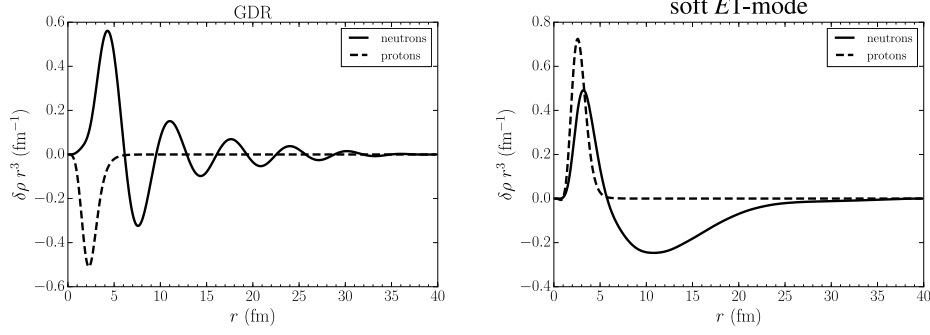 GDR
neutrons
protons
δρ r³ (fm⁻¹)
0.6
0.4
0.2
0.0
−0.2
−0.4
−0.6
0 5 10 15 20 25 30 35 40
r (fm)
soft E1-mode
neutrons
protons
δρ r³ (fm⁻¹)
0.8
0.6
0.4
0.2
0.0
−0.2
−0.4
0 5 10 15 20 25 30 35 40
r (fm)